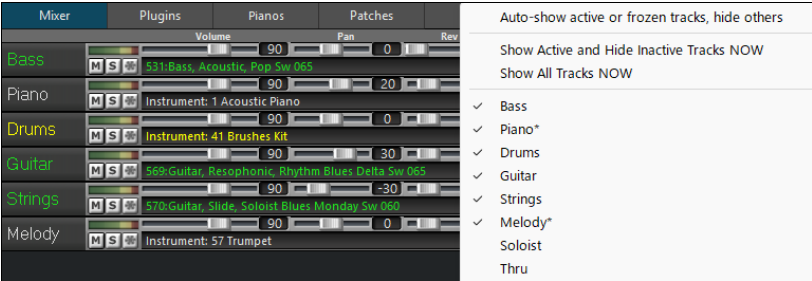 Mixer Plugins Pianos Patches
Volume Pan Rev
Bass 90 0
M S 531:Bass, Acoustic, Pop Sw 065
Piano 90 20
M S Instrument: 1 Acoustic Piano
Drums 90 0
M S Instrument: 41 Brushes Kit
Guitar 90 30
M S 569:Guitar, Resophonic, Rhythm Blues Delta Sw 065
Strings 90 -30
M S 570:Guitar, Slide, Soloist Blues Monday Sw 060
Melody 90 0
M S Instrument: 57 Trumpet
Auto-show active or frozen tracks, hide others
Show Active and Hide Inactive Tracks NOW
Show All Tracks NOW
✓ Bass
✓ Piano*
✓ Drums
✓ Guitar
✓ Strings
✓ Melody*
Soloist
Thru